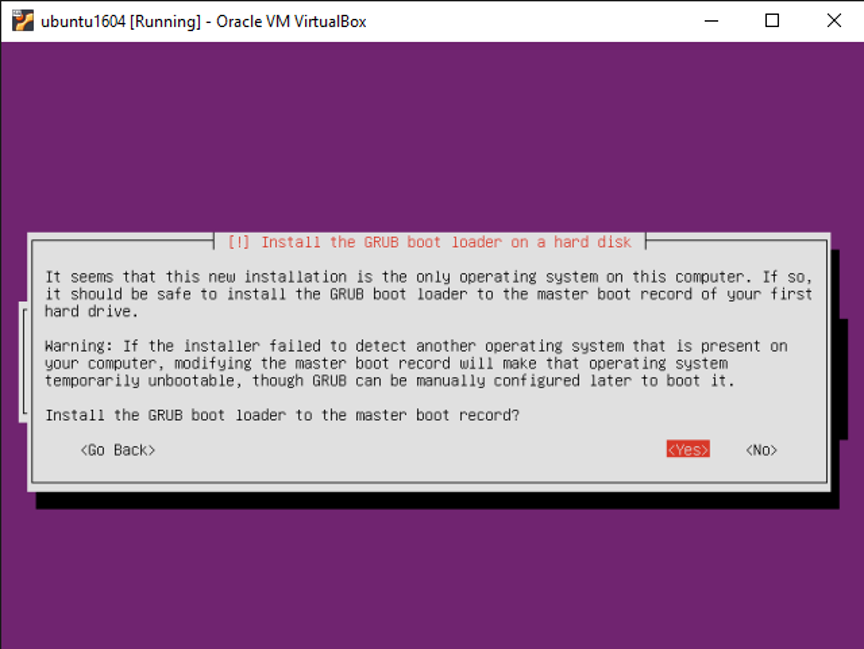 ubuntu1604 [Running] - Oracle VM VirtualBox
[!] Install the GRUB boot loader on a hard disk
It seems that this new installation is the only operating system on this computer. If so,
it should be safe to install the GRUB boot loader to the master boot record of your first
hard drive.
Warning: If the installer failed to detect another operating system that is present on
your computer, modifying the master boot record will make that operating system
temporarily unbootable, though GRUB can be manually configured later to boot it.
Install the GRUB boot loader to the master boot record?
<Go Back> <Yes> <No>